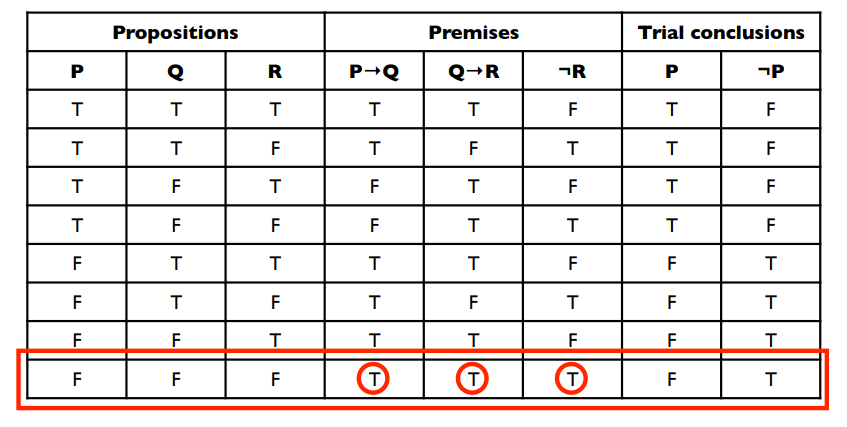 Propositions Premises Trial conclusions
P Q R P→Q Q→R ¬R P ¬P
T T T T T F T F
T T F T F T T F
T F T F T F T F
T F F F T T T F
F T T T T F F T
F T F T F T F T
F F T T T F F T
F F F T T T F T